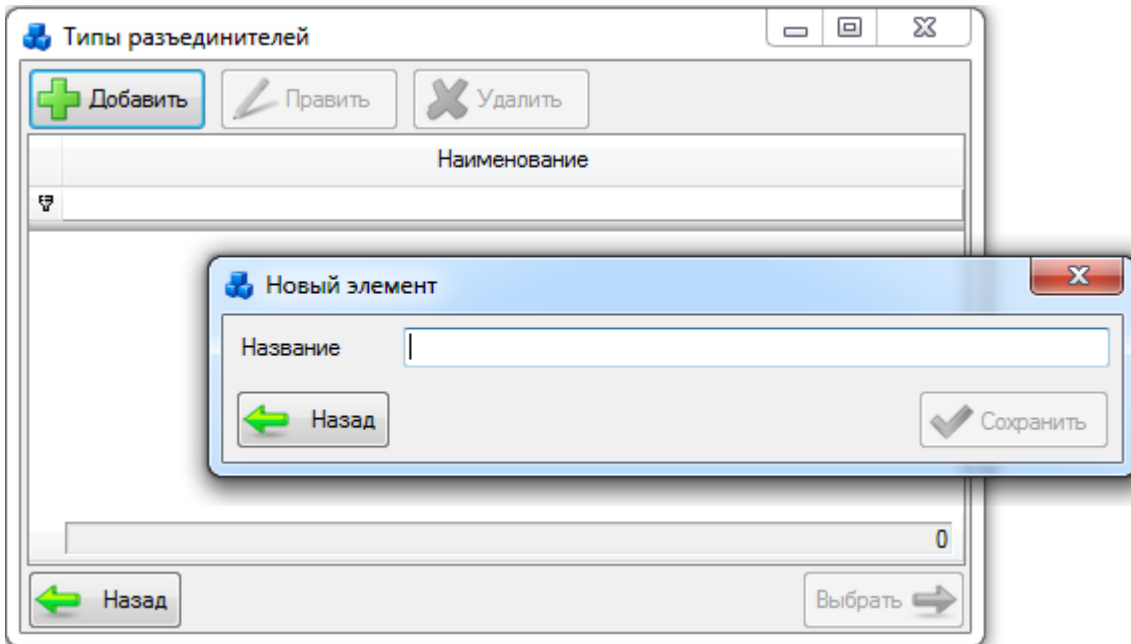 Типы разъединителей
Добавить Править Удалить
Наименование
Новый элемент
Название
Назад Сохранить
0
Назад Выбрать